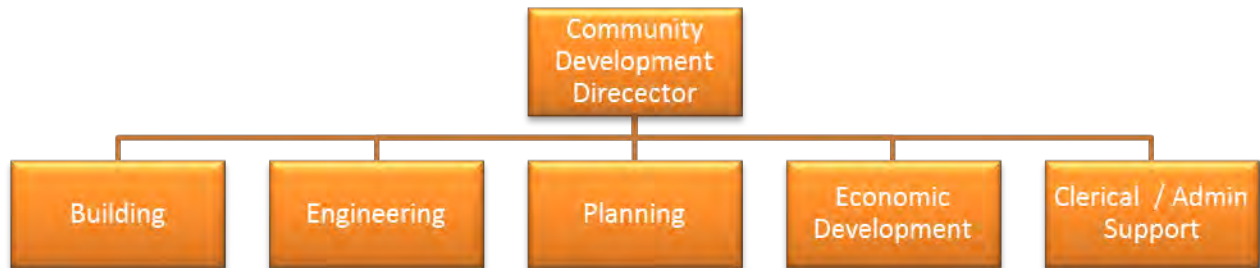 Community
Development
Direcector
Building
Engineering
Planning
Economic
Development
Clerical / Admin
Support